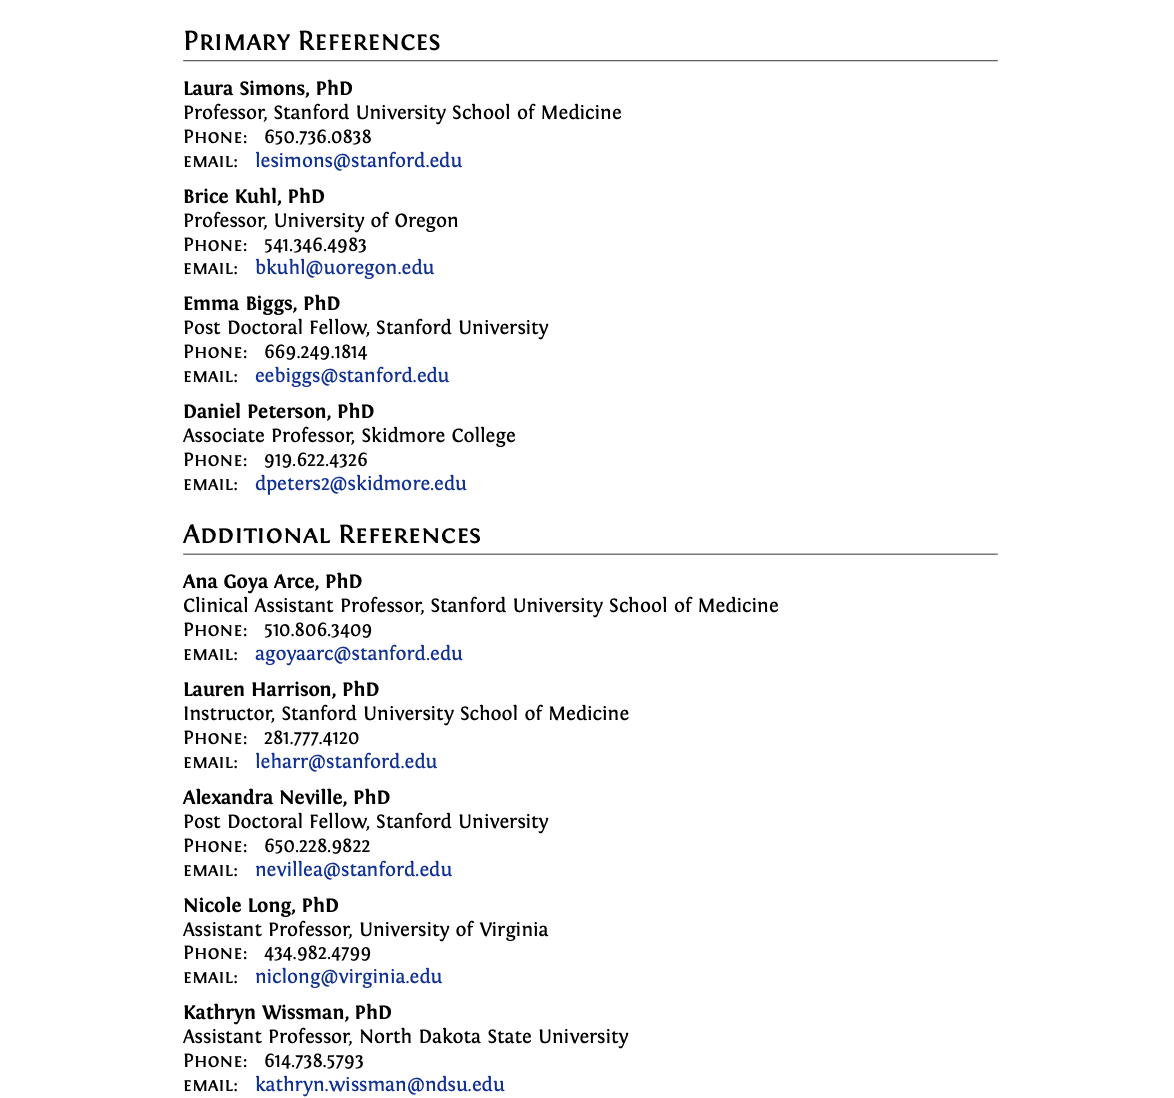 Primary References
Laura Simons, PhD
Professor, Stanford University School of Medicine
Phone: 650.736.0838
email: lesimons@stanford.edu
Brice Kuhl, PhD
Professor, University of Oregon
Phone: 541.346.4983
email: bkuhl@uoregon.edu
Emma Biggs, PhD
Post Doctoral Fellow, Stanford University
Phone: 669.249.1814
email: eebiggs@stanford.edu
Daniel Peterson, PhD
Associate Professor, Skidmore College
Phone: 919.622.4326
email: dpeters2@skidmore.edu
Additional References
Ana Goya Arce, PhD
Clinical Assistant Professor, Stanford University School of Medicine
Phone: 510.806.3409
email: agoyaarc@stanford.edu
Lauren Harrison, PhD
Instructor, Stanford University School of Medicine
Phone: 281.777.4120
email: leharr@stanford.edu
Alexandra Neville, PhD
Post Doctoral Fellow, Stanford University
Phone: 650.228.9822
email: nevillea@stanford.edu
Nicole Long, PhD
Assistant Professor, University of Virginia
Phone: 434.982.4799
email: niclong@virginia.edu
Kathryn Wissman, PhD
Assistant Professor, North Dakota State University
Phone: 614.738.5793
email: kathryn.wissman@ndsu.edu